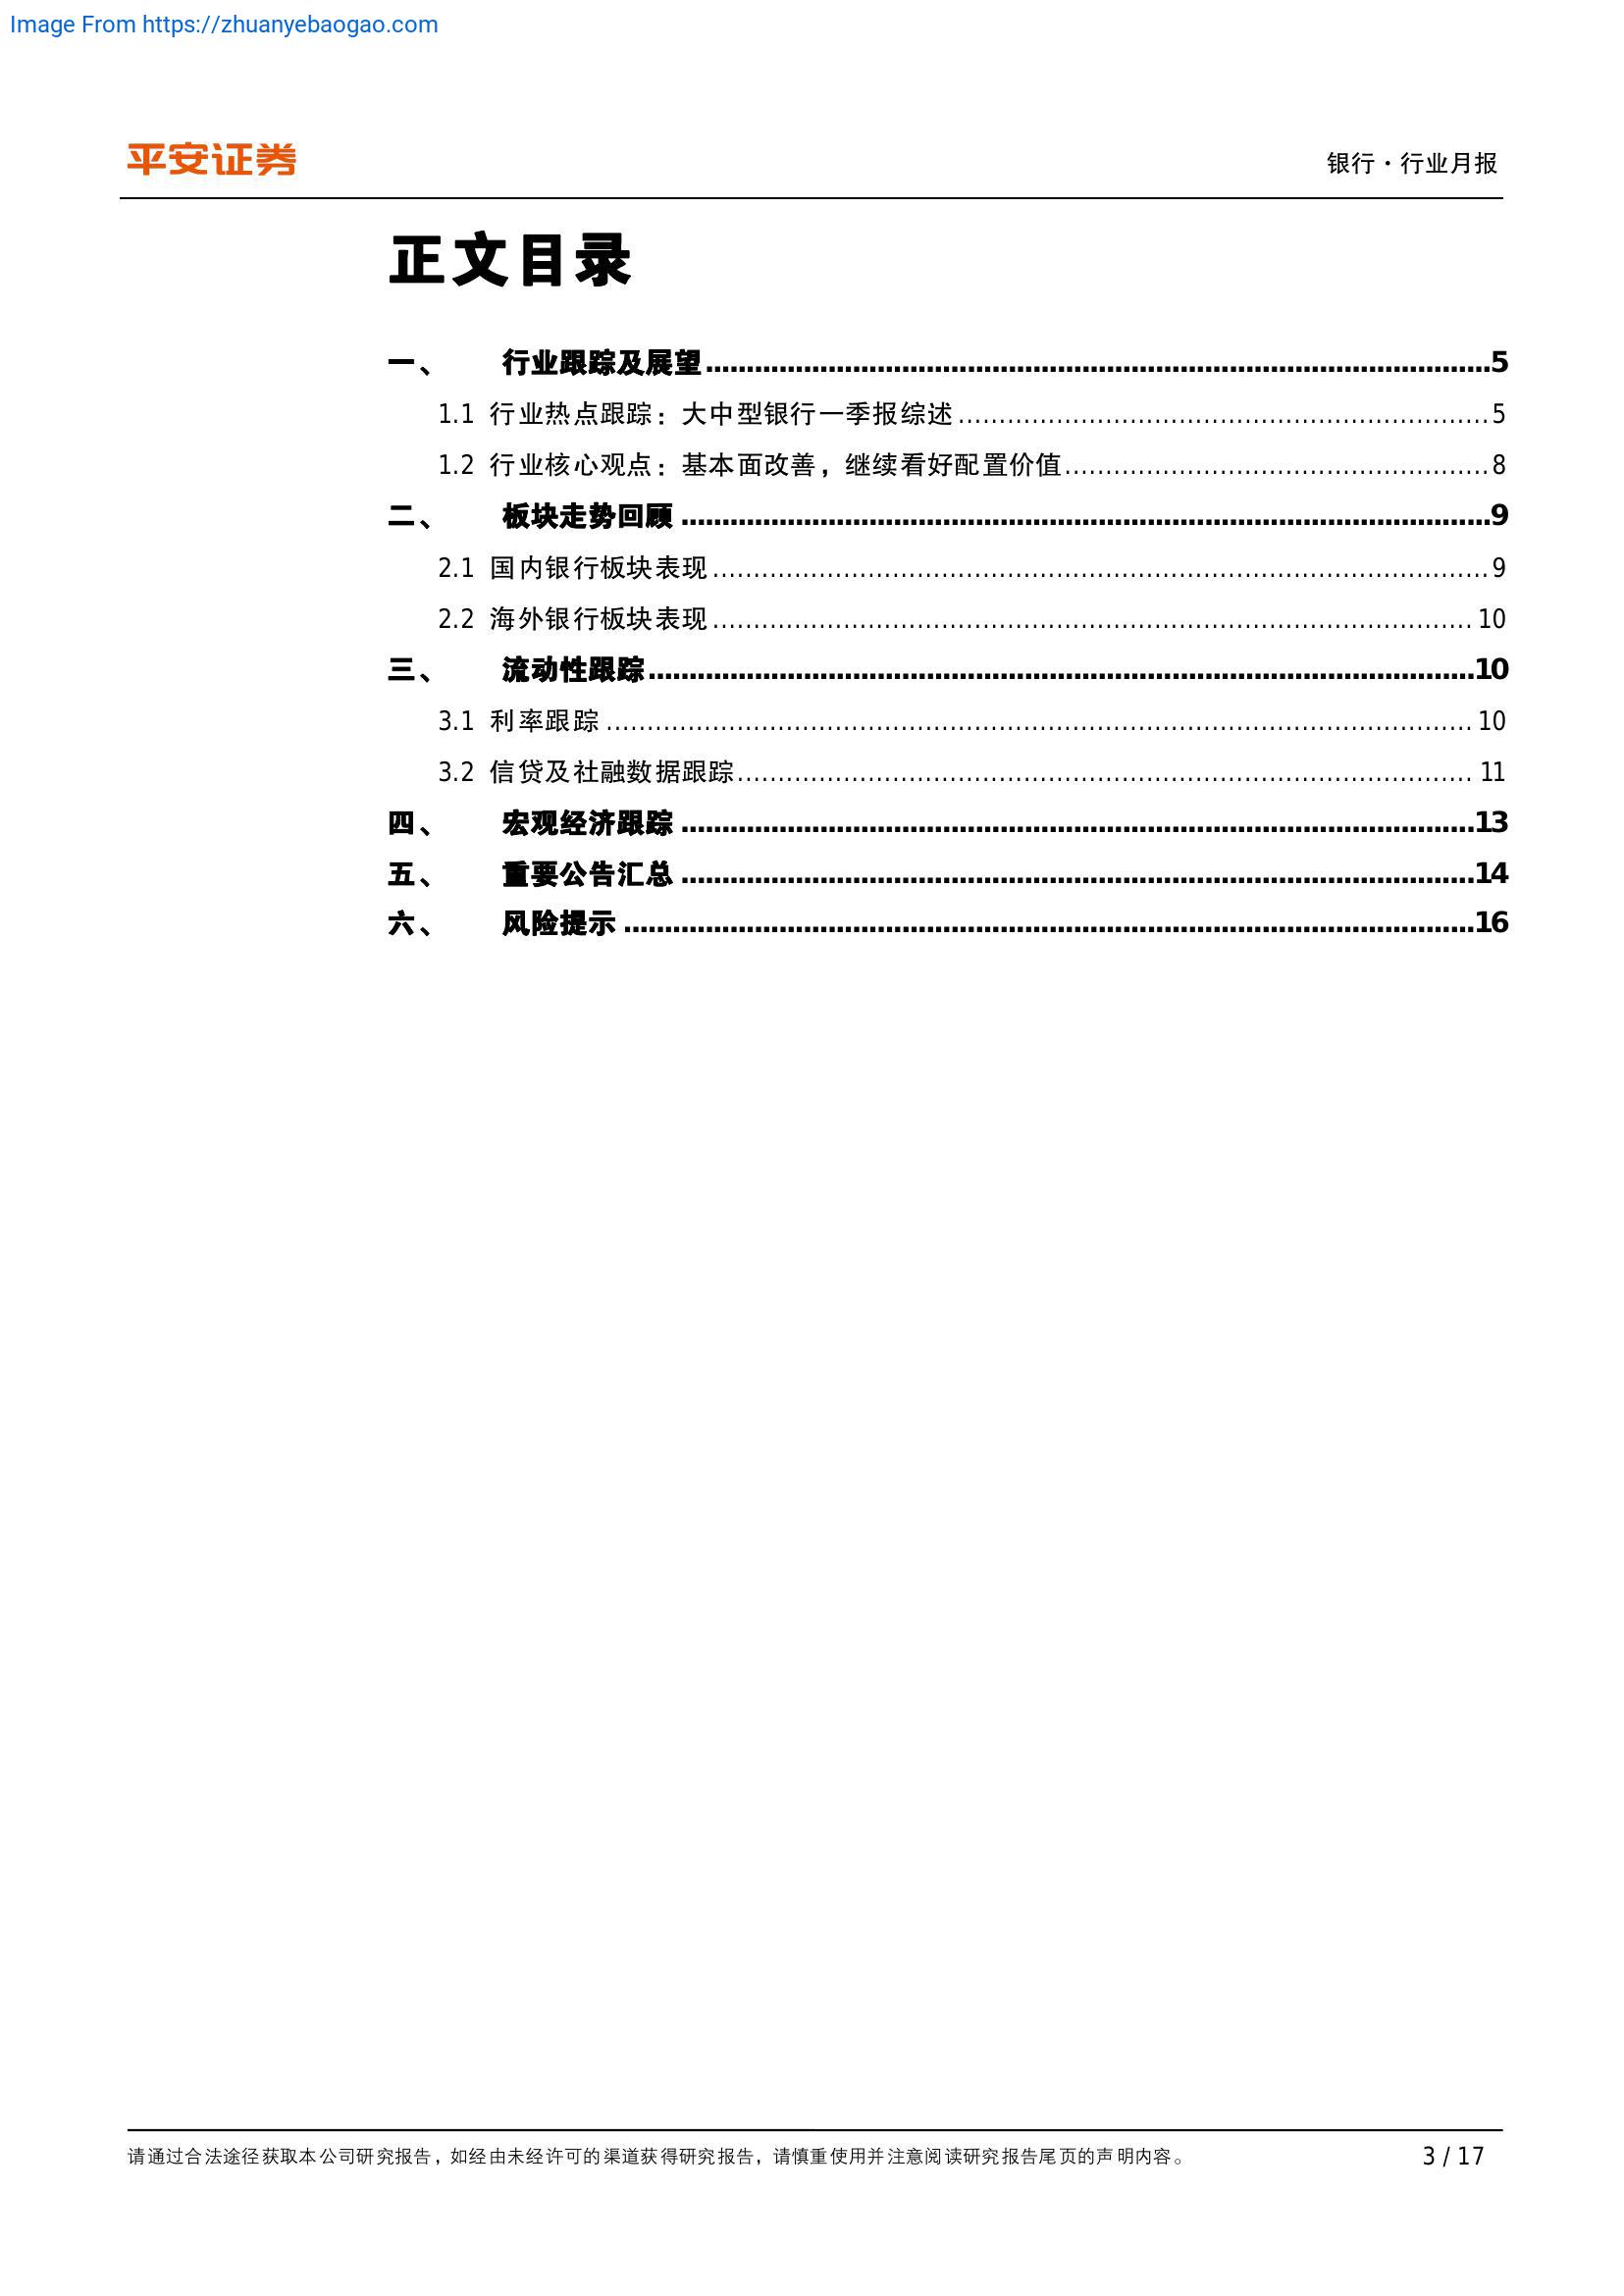 Image From https://zhuanyebaogao.com
平安证券
银行·行业月报
正文目录
一、 行业跟踪及展望 5
1.1 行业热点跟踪：大中型银行一季报综述 5
1.2 行业核心观点：基本面改善，继续看好配置价值 8
二、 板块走势回顾 9
2.1 国内银行板块表现 9
2.2 海外银行板块表现 10
三、 流动性跟踪 10
3.1 利率跟踪 10
3.2 信贷及社融数据跟踪 11
四、 宏观经济跟踪 13
五、 重要公告汇总 14
六、 风险提示 16
请通过合法途径获取本公司研究报告，如经由未经许可的渠道获得研究报告，请慎重使用并注意阅读研究报告尾页的声明内容。
3 / 17